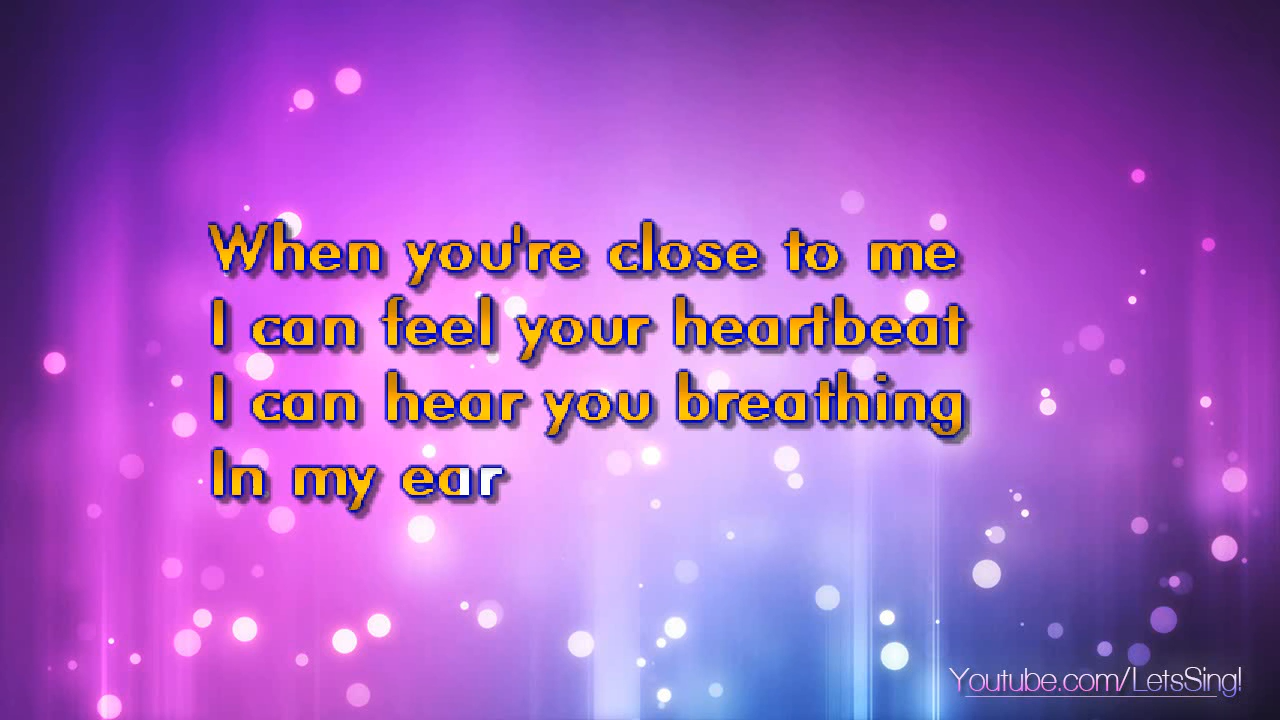 When you're close to me
I can feel your heartbeat
I can hear you breathing
In my ear
Youtube.com/LetsSing!